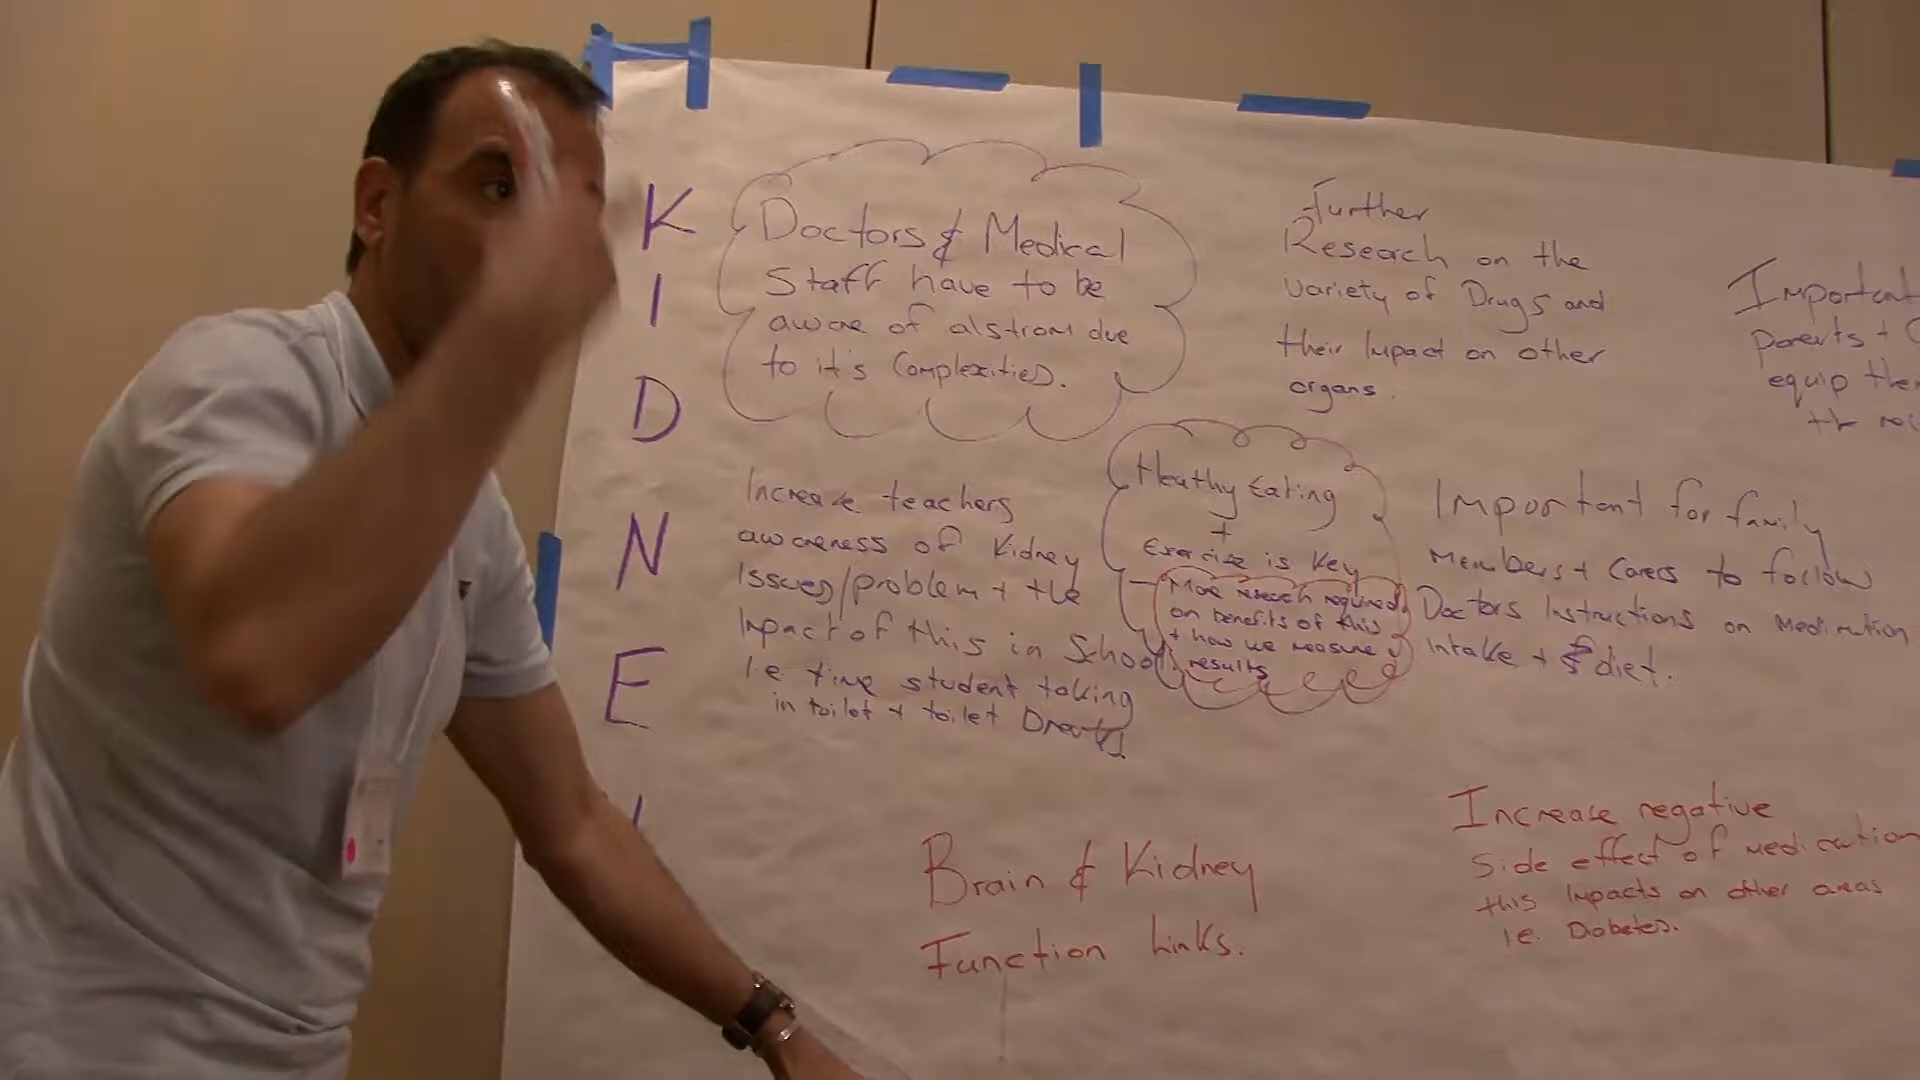 K
I
D
N
E
Doctors & Medical
Staff have to be
aware of alstrom due
to it's Complexities.
Further
Research on the
variety of Drugs and
their Impact on other
organs.
Important
Parents +
equip
Increase teachers
awareness of Kidney
Issues/problem + the
Impact of this in School
I.e time student taking
in toilet + toilet
Heathy Eating
+
Exercise is Key
- More research required
on benefits of this
+ how we measure
results
Important for family
Members + Carers to follow
Doctors Instructions on Medication
Intake + diet.
Brain & Kidney
Function Links.
Increase negative
Side effect of medication
this Impacts on other areas
I.E. Diabetes.